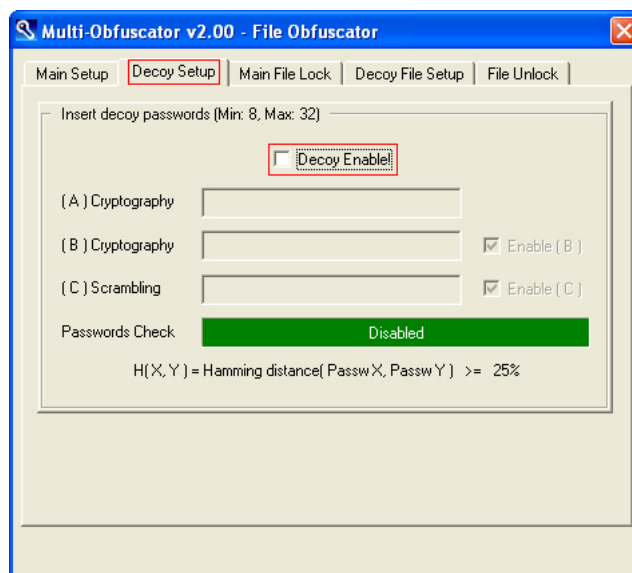 Multi-Obfuscator v2.00 - File Obfuscator
Main Setup Decoy Setup Main File Lock Decoy File Setup File Unlock
Insert decoy passwords (Min: 8, Max: 32)
Decoy Enable!
( A ) Cryptography
( B ) Cryptography Enable ( B )
( C ) Scrambling Enable ( C )
Passwords Check Disabled
H( X, Y ) = Hamming distance( Passw X, Passw Y ) >= 25%